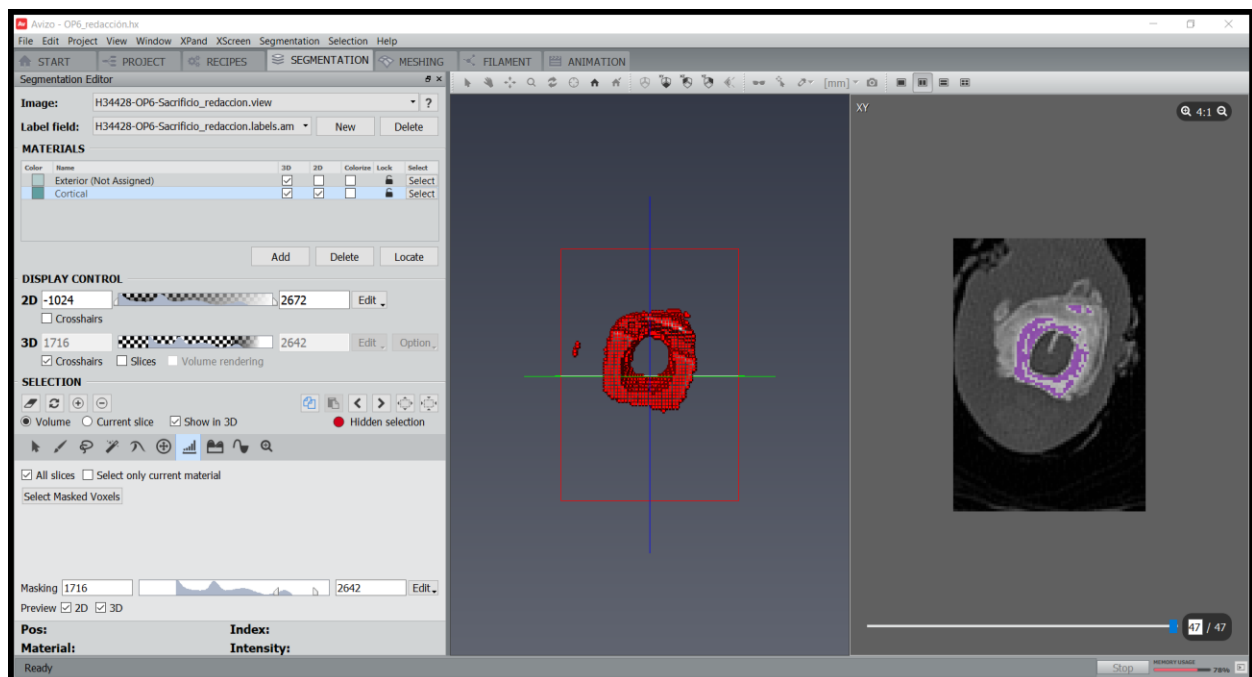 Avizo - OP6_redacción.hx
File Edit Project View Window XPand XScreen Segmentation Selection Help
START PROJECT RECIPES SEGMENTATION MESHING FILAMENT ANIMATION
Segmentation Editor
[mm]
Image: H34428-OP6-Sacrificio_redaccion.view ?
Label field: H34428-OP6-Sacrificio_redaccion.labels.am New Delete
MATERIALS
Color Name 3D 2D Colorize Lock Select
Exterior (Not Assigned) Select
Cortical Select
Add Delete Locate
DISPLAY CONTROL
2D -1024 2672 Edit
Crosshairs
3D 1716 2642 Edit Option
Crosshairs Slices Volume rendering
SELECTION
Volume Current slice Show in 3D Hidden selection
All slices Select only current material
Select Masked Voxels
Masking 1716 2642 Edit
Preview 2D 3D
Pos: Index:
Material: Intensity:
Ready
XY
4:1
47 / 47
Stop MEMORY USAGE 78%